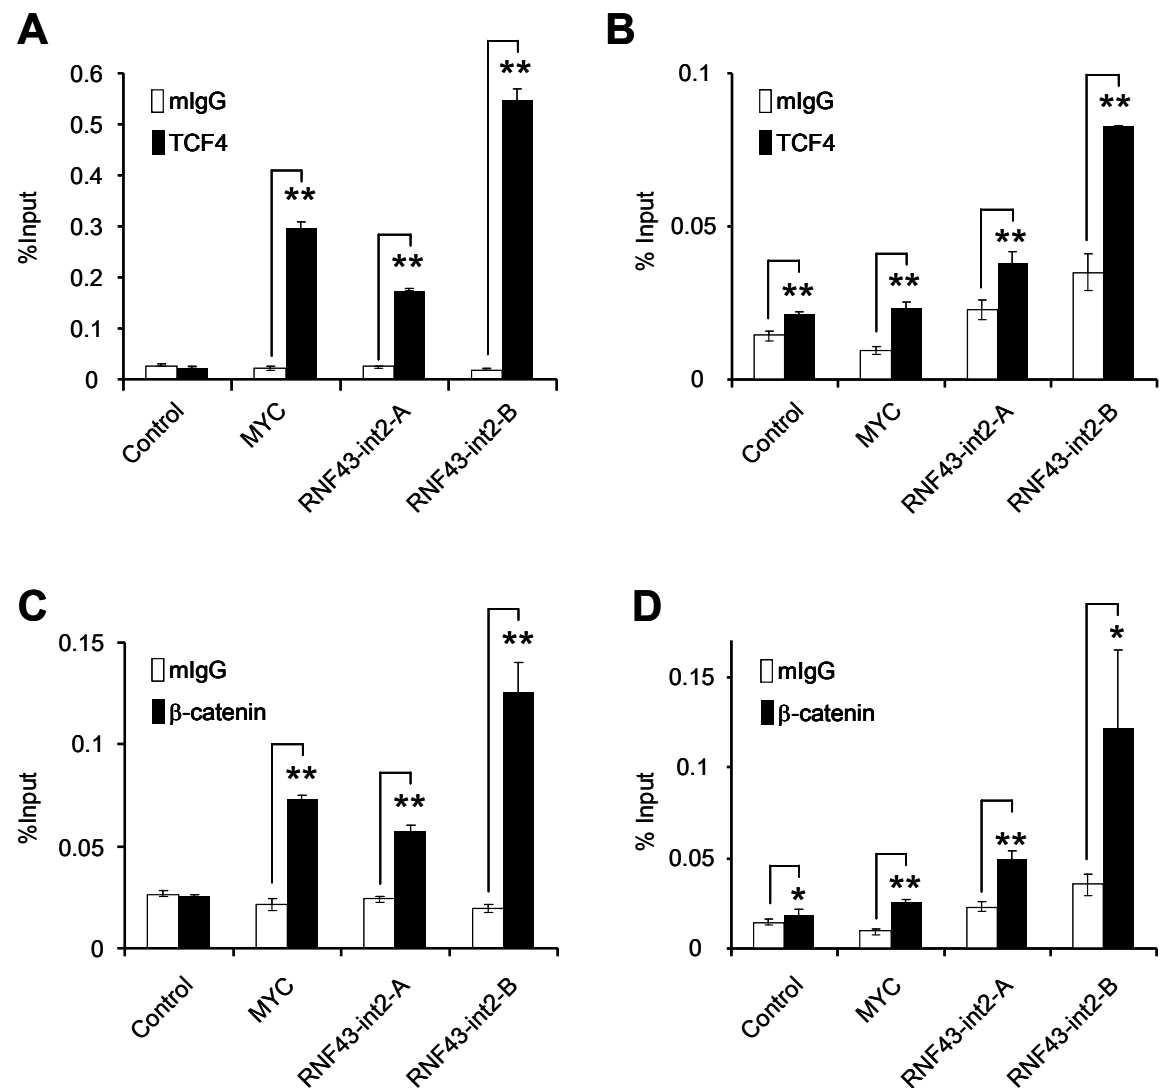 A
%Input
0.6
0.5
0.4
0.3
0.2
0.1
0
mIgG
TCF4
**
**
**
Control
MYC
RNF43-int2-A
RNF43-int2-B
B
% Input
0.1
0.05
0
mIgG
TCF4
**
**
**
**
Control
MYC
RNF43-int2-A
RNF43-int2-B
C
%Input
0.15
0.1
0.05
0
mIgG
β-catenin
**
**
**
Control
MYC
RNF43-int2-A
RNF43-int2-B
D
% Input
0.15
0.1
0.05
0
mIgG
β-catenin
*
**
**
*
Control
MYC
RNF43-int2-A
RNF43-int2-B